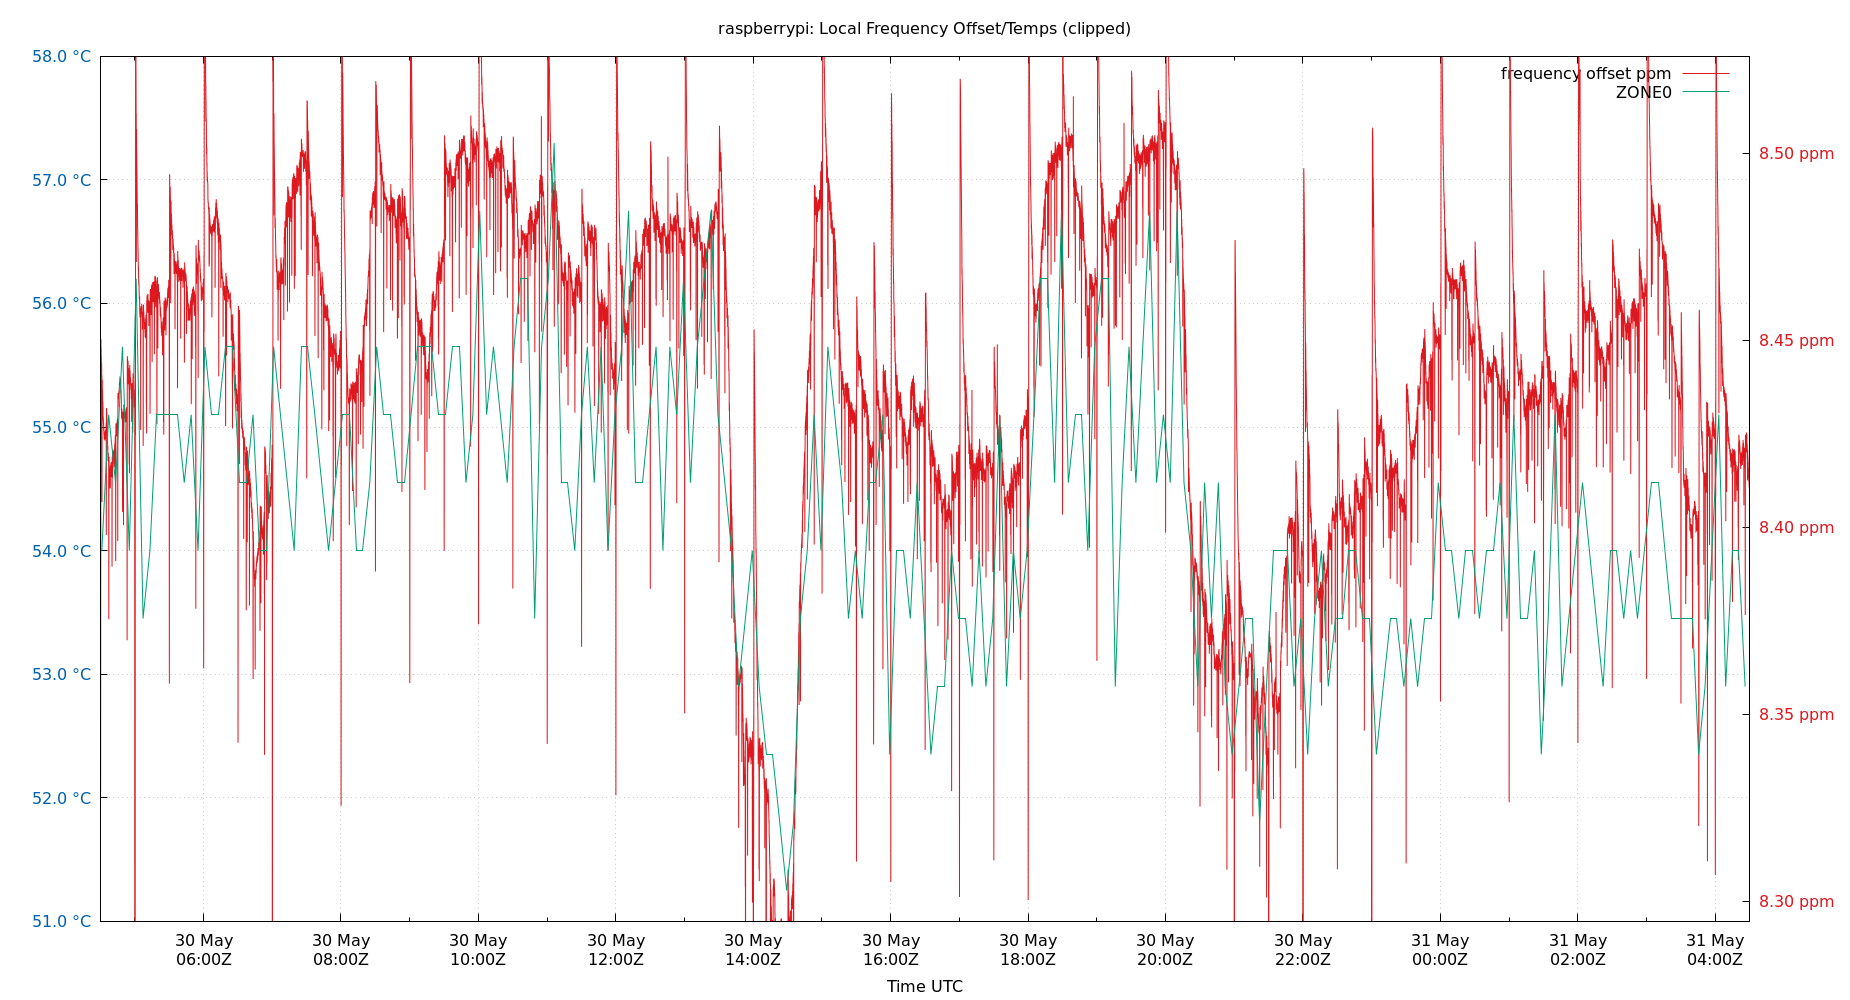 raspberrypi: Local Frequency Offset/Temps (clipped)
58.0 °C
57.0 °C
56.0 °C
55.0 °C
54.0 °C
53.0 °C
52.0 °C
51.0 °C
frequency offset ppm
ZONE0
8.50 ppm
8.45 ppm
8.40 ppm
8.35 ppm
8.30 ppm
30 May
06:00Z
30 May
08:00Z
30 May
10:00Z
30 May
12:00Z
30 May
14:00Z
30 May
16:00Z
30 May
18:00Z
30 May
20:00Z
30 May
22:00Z
31 May
00:00Z
31 May
02:00Z
31 May
04:00Z
Time UTC